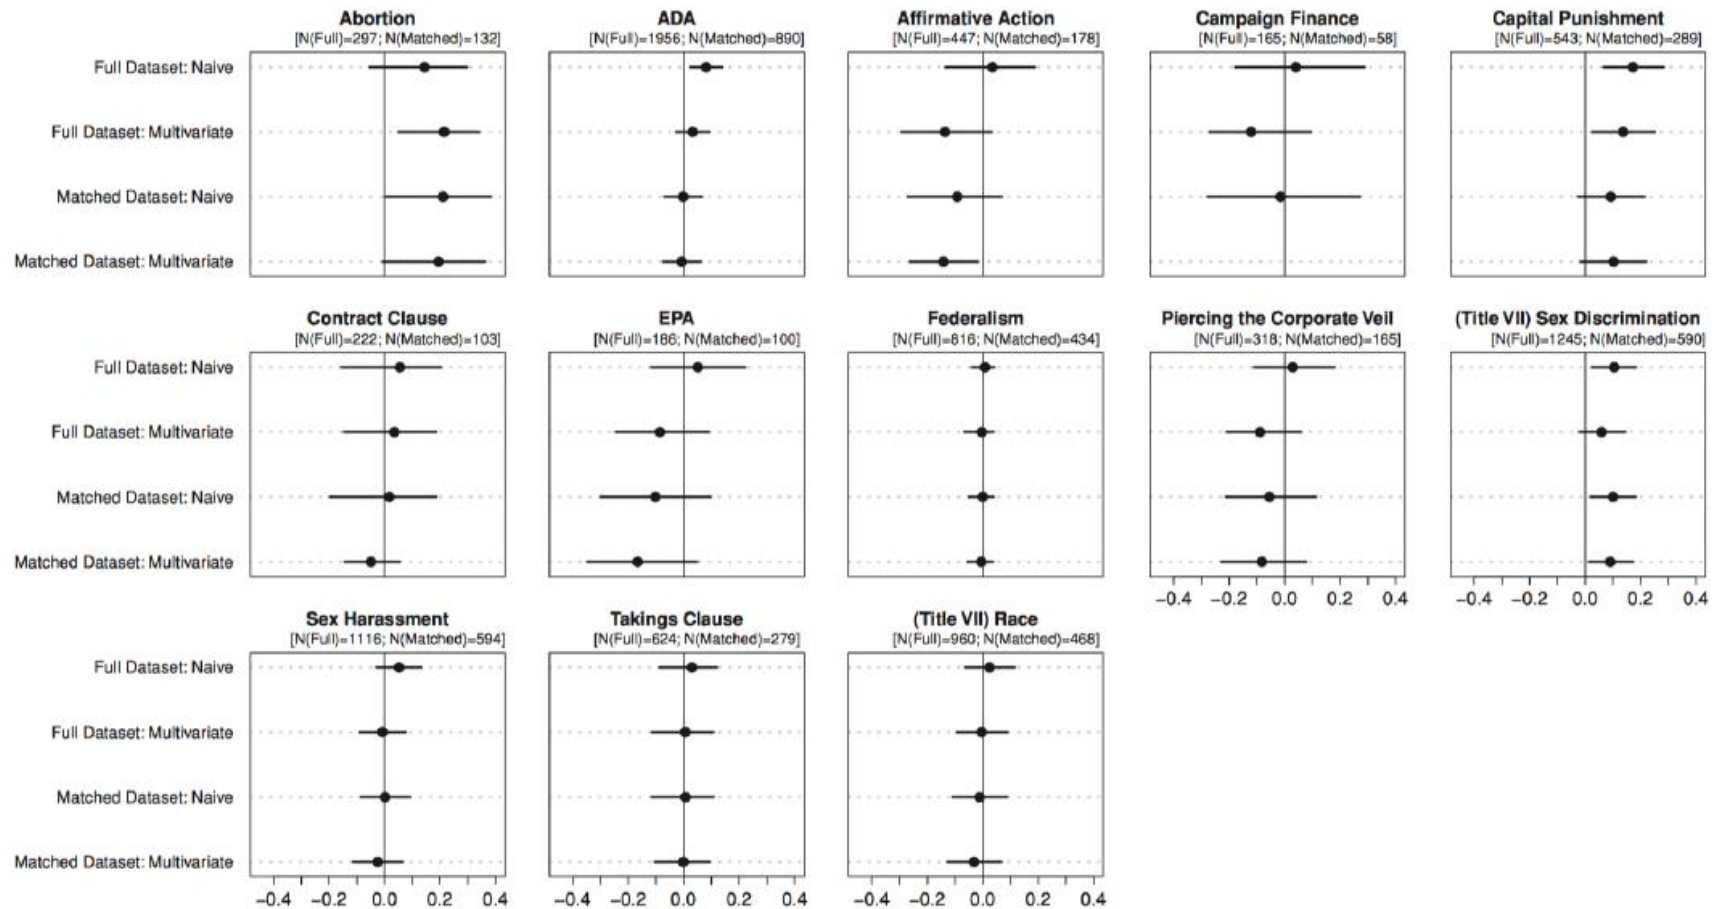 Abortion
[N(Full)=297; N(Matched)=132]
ADA
[N(Full)=1956; N(Matched)=890]
Affirmative Action
[N(Full)=447; N(Matched)=178]
Campaign Finance
[N(Full)=165; N(Matched)=58]
Capital Punishment
[N(Full)=543; N(Matched)=289]
Full Dataset: Naive
Full Dataset: Multivariate
Matched Dataset: Naive
Matched Dataset: Multivariate
Contract Clause
[N(Full)=222; N(Matched)=103]
EPA
[N(Full)=186; N(Matched)=100]
Federalism
[N(Full)=816; N(Matched)=434]
Piercing the Corporate Veil
[N(Full)=318; N(Matched)=165]
(Title VII) Sex Discrimination
[N(Full)=1245; N(Matched)=590]
Full Dataset: Naive
Full Dataset: Multivariate
Matched Dataset: Naive
Matched Dataset: Multivariate
−0.4 −0.2 0.0 0.2 0.4
−0.4 −0.2 0.0 0.2 0.4
Sex Harassment
[N(Full)=1116; N(Matched)=594]
Takings Clause
[N(Full)=624; N(Matched)=279]
(Title VII) Race
[N(Full)=960; N(Matched)=468]
Full Dataset: Naive
Full Dataset: Multivariate
Matched Dataset: Naive
Matched Dataset: Multivariate
−0.4 −0.2 0.0 0.2 0.4
−0.4 −0.2 0.0 0.2 0.4
−0.4 −0.2 0.0 0.2 0.4